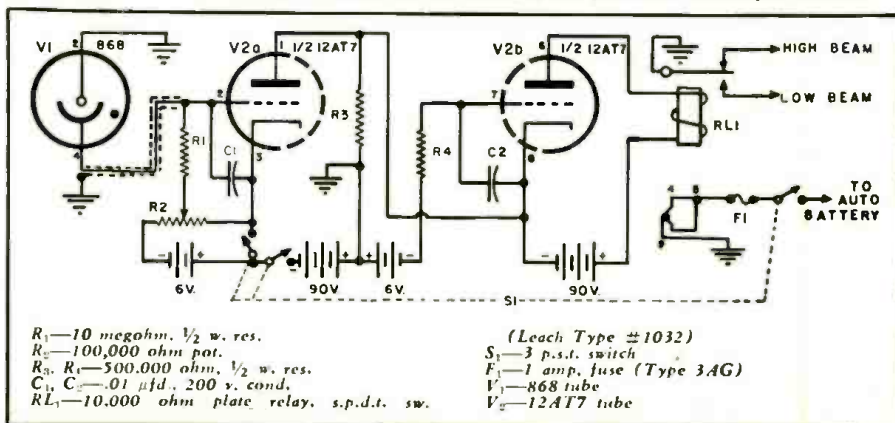 V1
2
868
4
V2a
1
1/2 12AT7
2
3
R1
C1
R2
R3
6V.
90V.
6V.
S1
R4
V2b
6
1/2 12AT7
7
8
C2
90V.
HIGH BEAM
LOW BEAM
RL1
4
5
9
F1
TO
AUTO
BATTERY
R₁—10 megohm, ½ w. res.
R₂—100,000 ohm pot.
R₃, R₄—500,000 ohm, ½ w. res.
C₁, C₂—.01 µfd., 200 v. cond.
RL₁—10,000 ohm plate relay, s.p.d.t. sw.
(Leach Type #1032)
S₁—3 p.s.t. switch
F₁—1 amp. fuse (Type 3AG)
V₁—868 tube
V₂—12AT7 tube